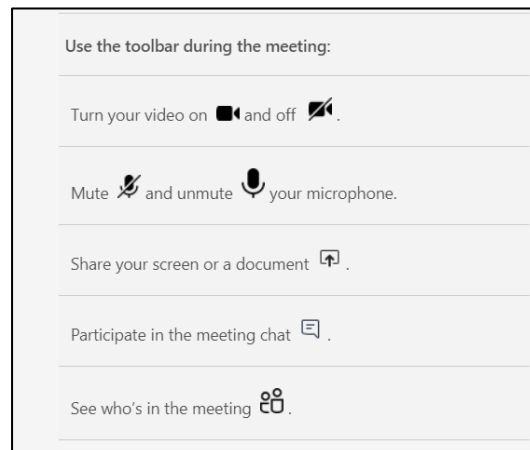 Use the toolbar during the meeting:
Turn your video on and off .
Mute and unmute your microphone.
Share your screen or a document .
Participate in the meeting chat .
See who's in the meeting .